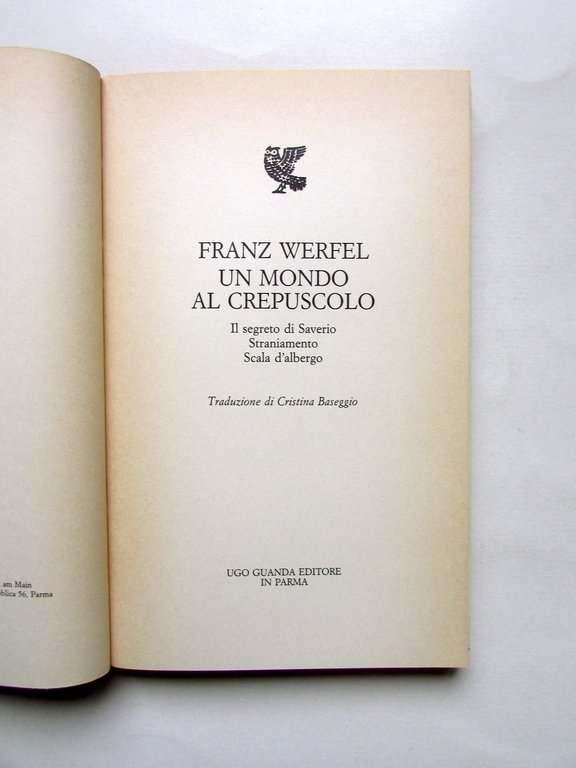 am Main
blica 56, Parma
FRANZ WERFEL
UN MONDO
AL CREPUSCOLO
Il segreto di Saverio
Straniamento
Scala d'albergo
Traduzione di Cristina Baseggio
UGO GUANDA EDITORE
IN PARMA